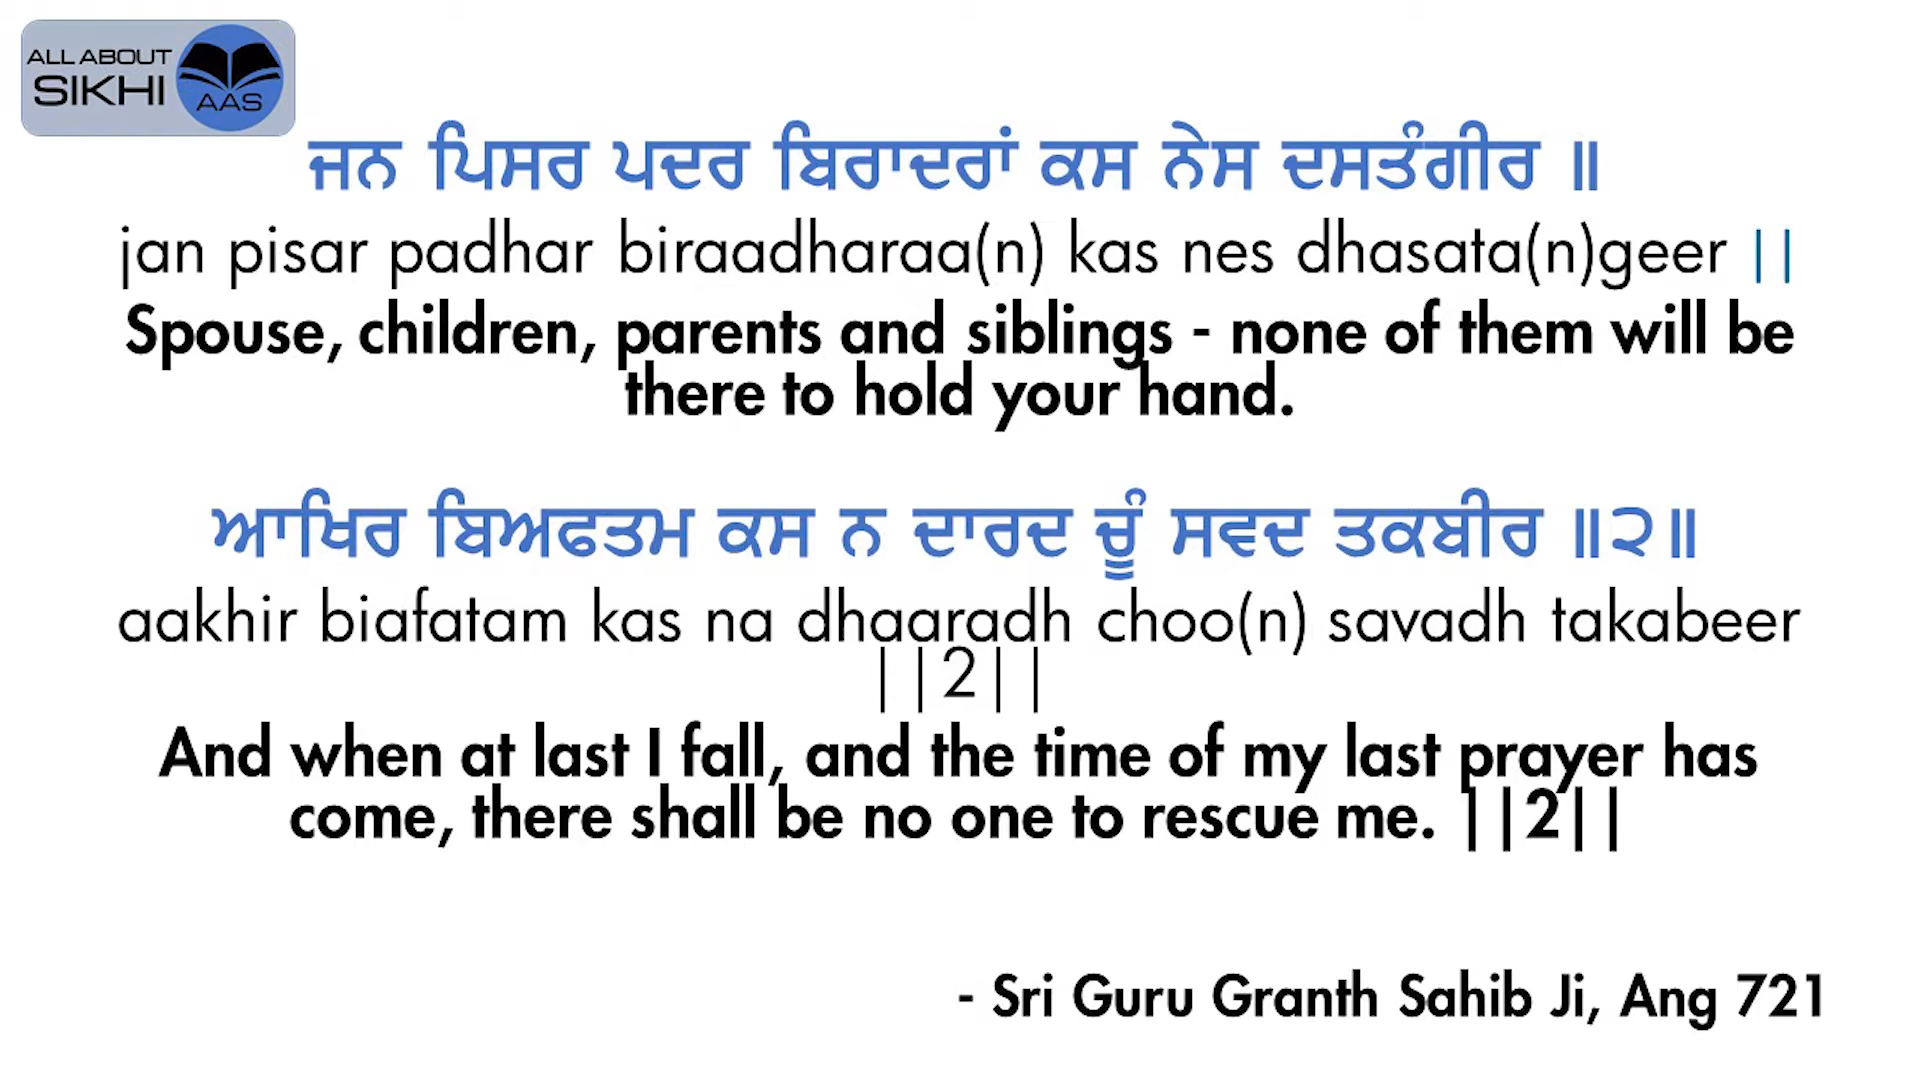 ALL ABOUT
SIKHI
AAS
ਜਨ ਪਿਸਰ ਪਦਰ ਬਿਰਾਦਰਾਂ ਕਸ ਨੇਸ ਦਸਤੰਗੀਰ ॥
jan pisar padhar biraadharaa(n) kas nes dhasata(n)geer ||
Spouse, children, parents and siblings - none of them will be
there to hold your hand.
ਆਖਿਰ ਬਿਅਫਤਮ ਕਸ ਨ ਦਾਰਦ ਚੂੰ ਸਵਦ ਤਕਬੀਰ ॥੨॥
aakhir biafatam kas na dhaaradh choo(n) savadh takabeer
||2||
And when at last I fall, and the time of my last prayer has
come, there shall be no one to rescue me. ||2||
- Sri Guru Granth Sahib Ji, Ang 721